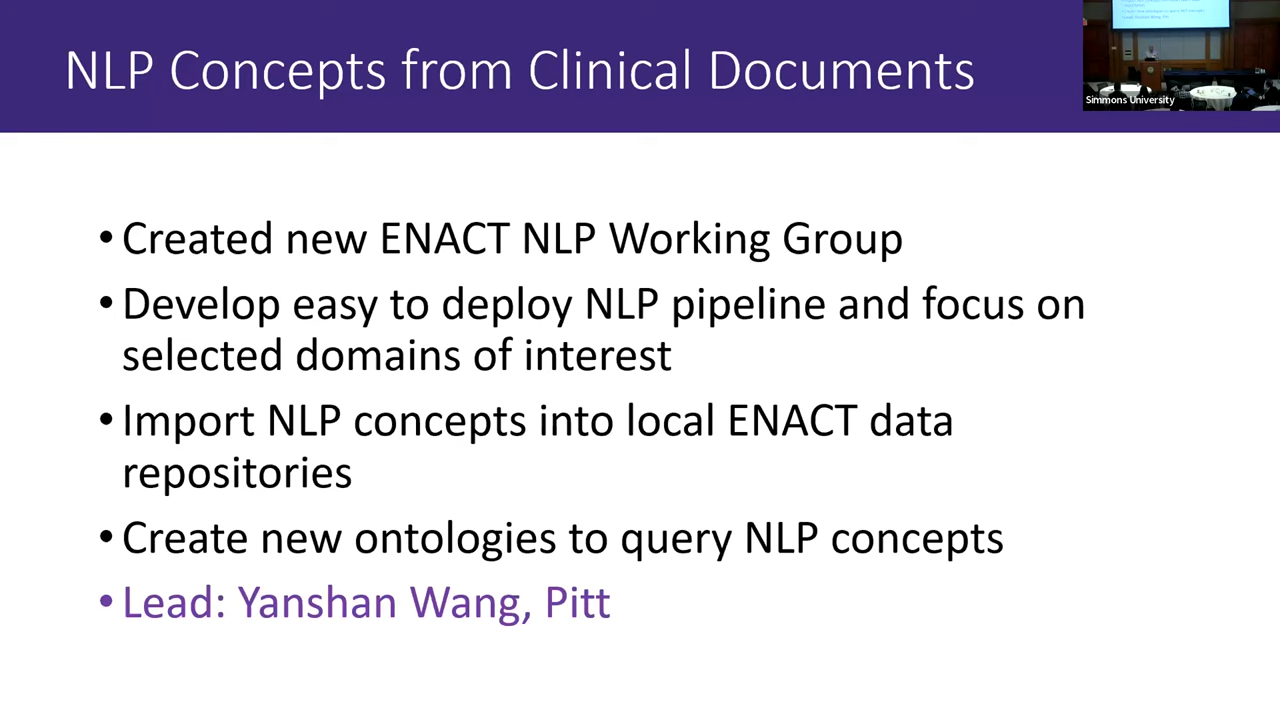 NLP Concepts from Clinical Documents
Simmons University
• Created new ENACT NLP Working Group
• Develop easy to deploy NLP pipeline and focus on
selected domains of interest
• Import NLP concepts into local ENACT data
repositories
• Create new ontologies to query NLP concepts
• Lead: Yanshan Wang, Pitt